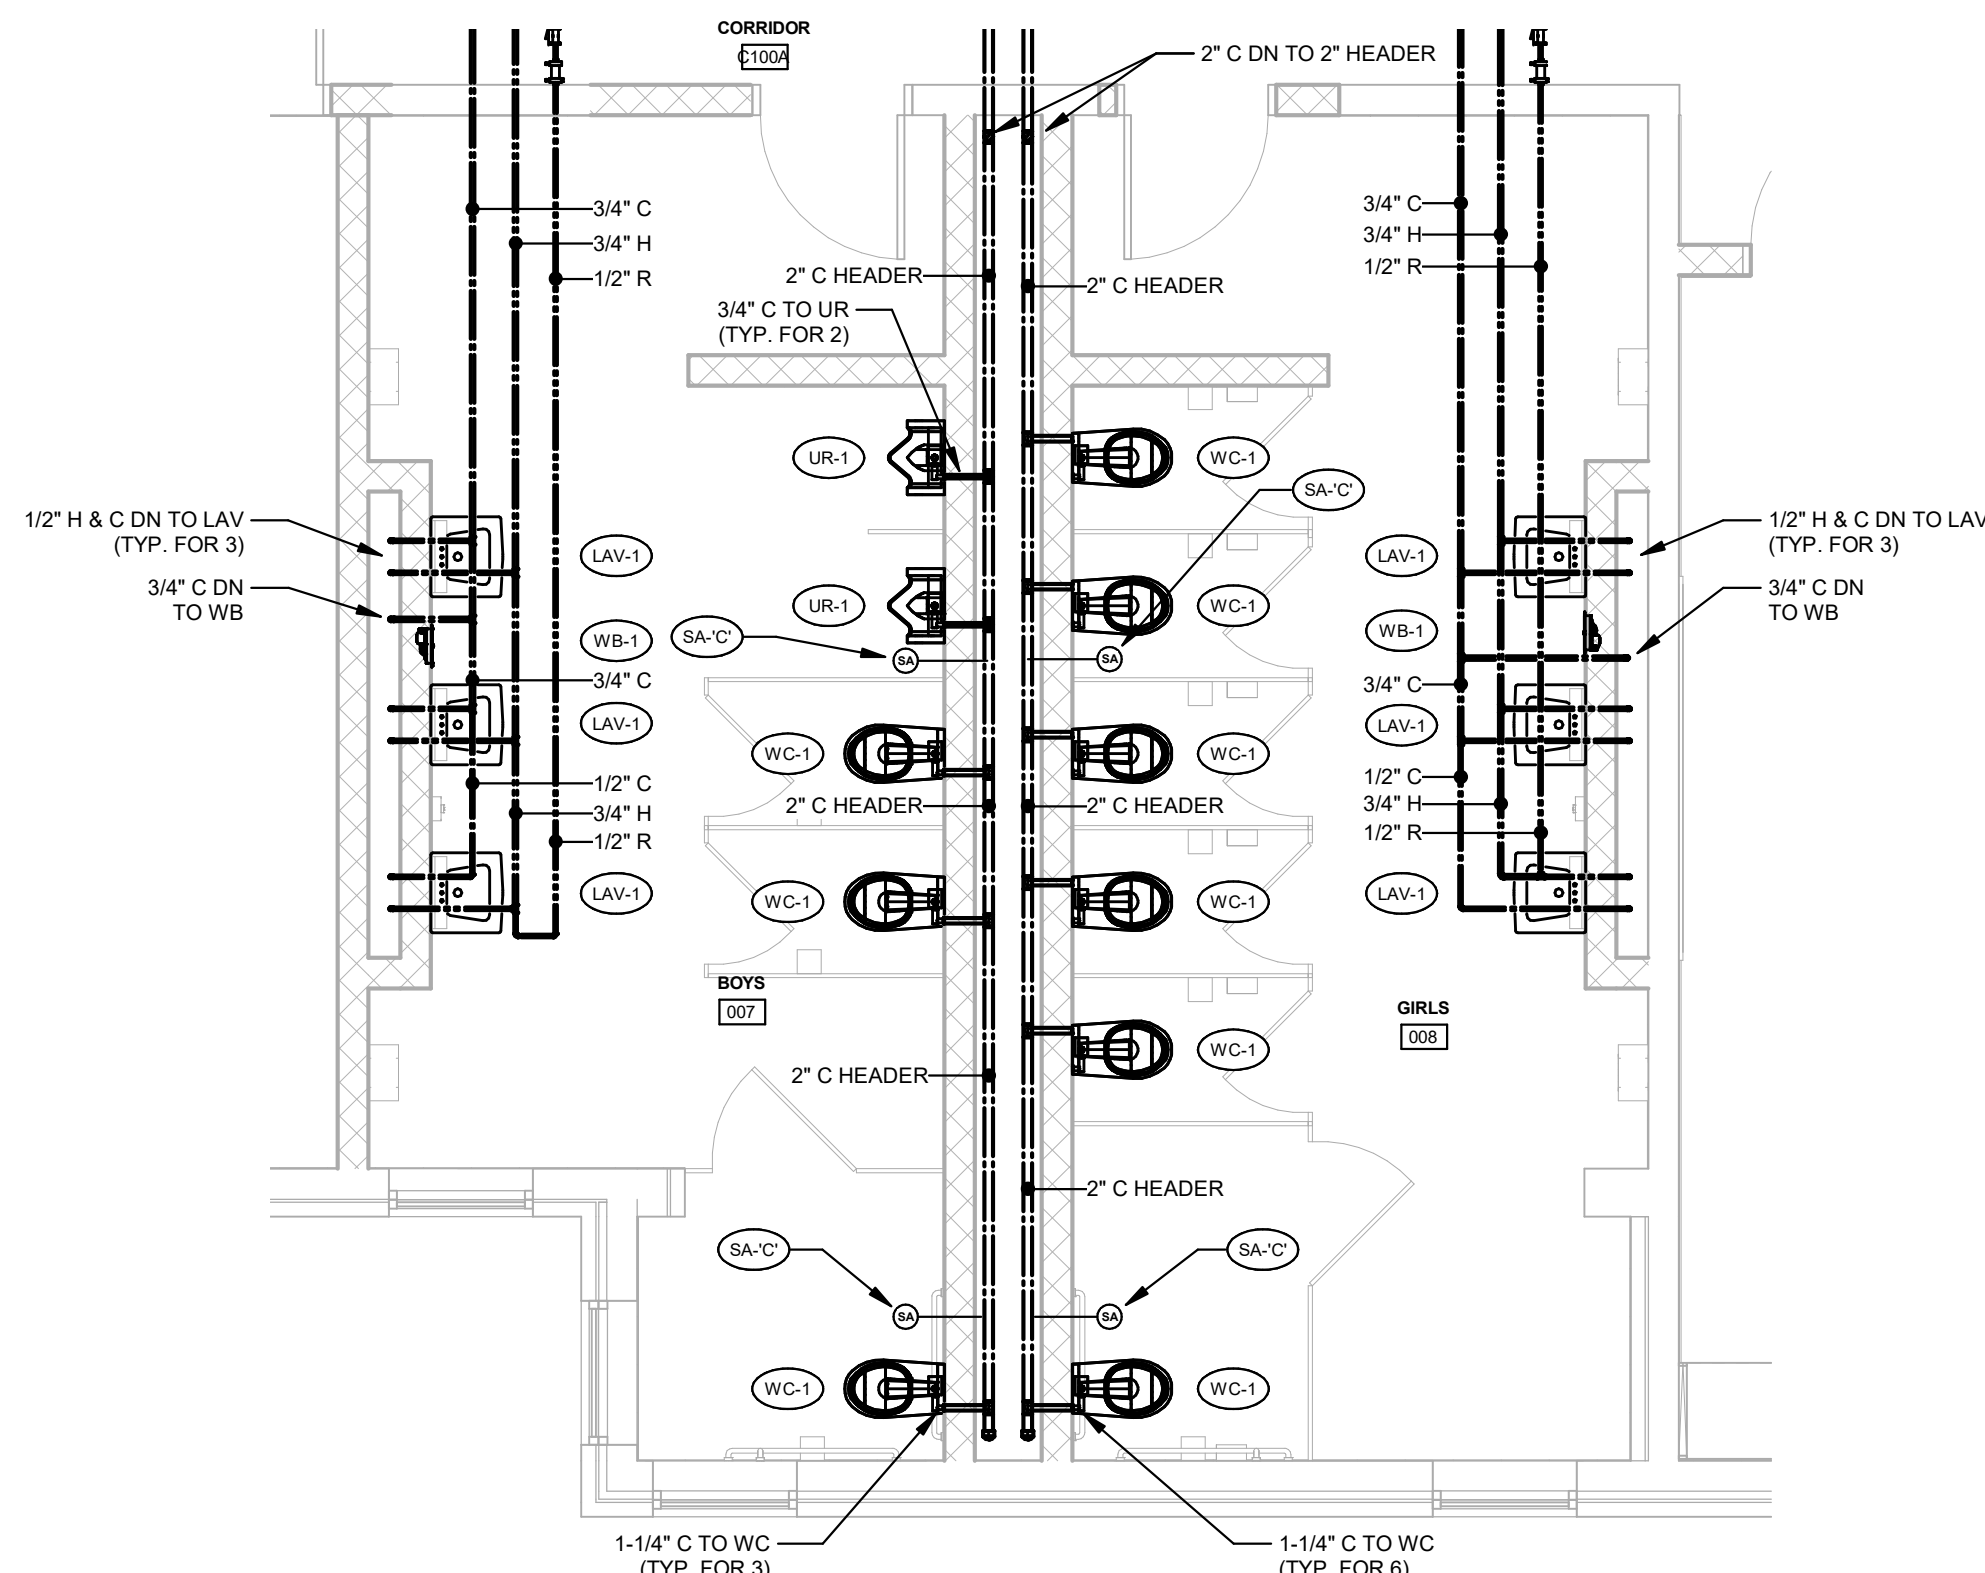 CORRIDOR
C100A
2" C DN TO 2" HEADER
3/4" C
3/4" H
1/2" R
3/4" C
3/4" H
1/2" R
2" C HEADER
2" C HEADER
3/4" C TO UR
(TYP. FOR 2)
UR-1
WC-1
SA-'C'
1/2" H & C DN TO LAV
(TYP. FOR 3)
LAV-1
LAV-1
1/2" H & C DN TO LAV
(TYP. FOR 3)
3/4" C DN
TO WB
UR-1
WC-1
3/4" C DN
TO WB
WB-1
SA-'C'
WB-1
SA
SA
3/4" C
3/4" C
LAV-1
LAV-1
WC-1
WC-1
1/2" C
3/4" H
1/2" R
2" C HEADER
2" C HEADER
1/2" C
3/4" H
1/2" R
LAV-1
WC-1
WC-1
LAV-1
BOYS
007
GIRLS
008
WC-1
2" C HEADER
2" C HEADER
SA-'C'
SA-'C'
SA
SA
WC-1
WC-1
1-1/4" C TO WC
(TYP. FOR 3)
1-1/4" C TO WC
(TYP. FOR 6)